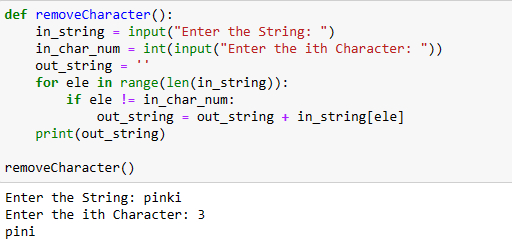 def removeCharacter():
    in_string = input("Enter the String: ")
    in_char_num = int(input("Enter the ith Character: "))
    out_string = ''
    for ele in range(len(in_string)):
        if ele != in_char_num:
            out_string = out_string + in_string[ele]
    print(out_string)
removeCharacter()
Enter the String: pinki
Enter the ith Character: 3
pini